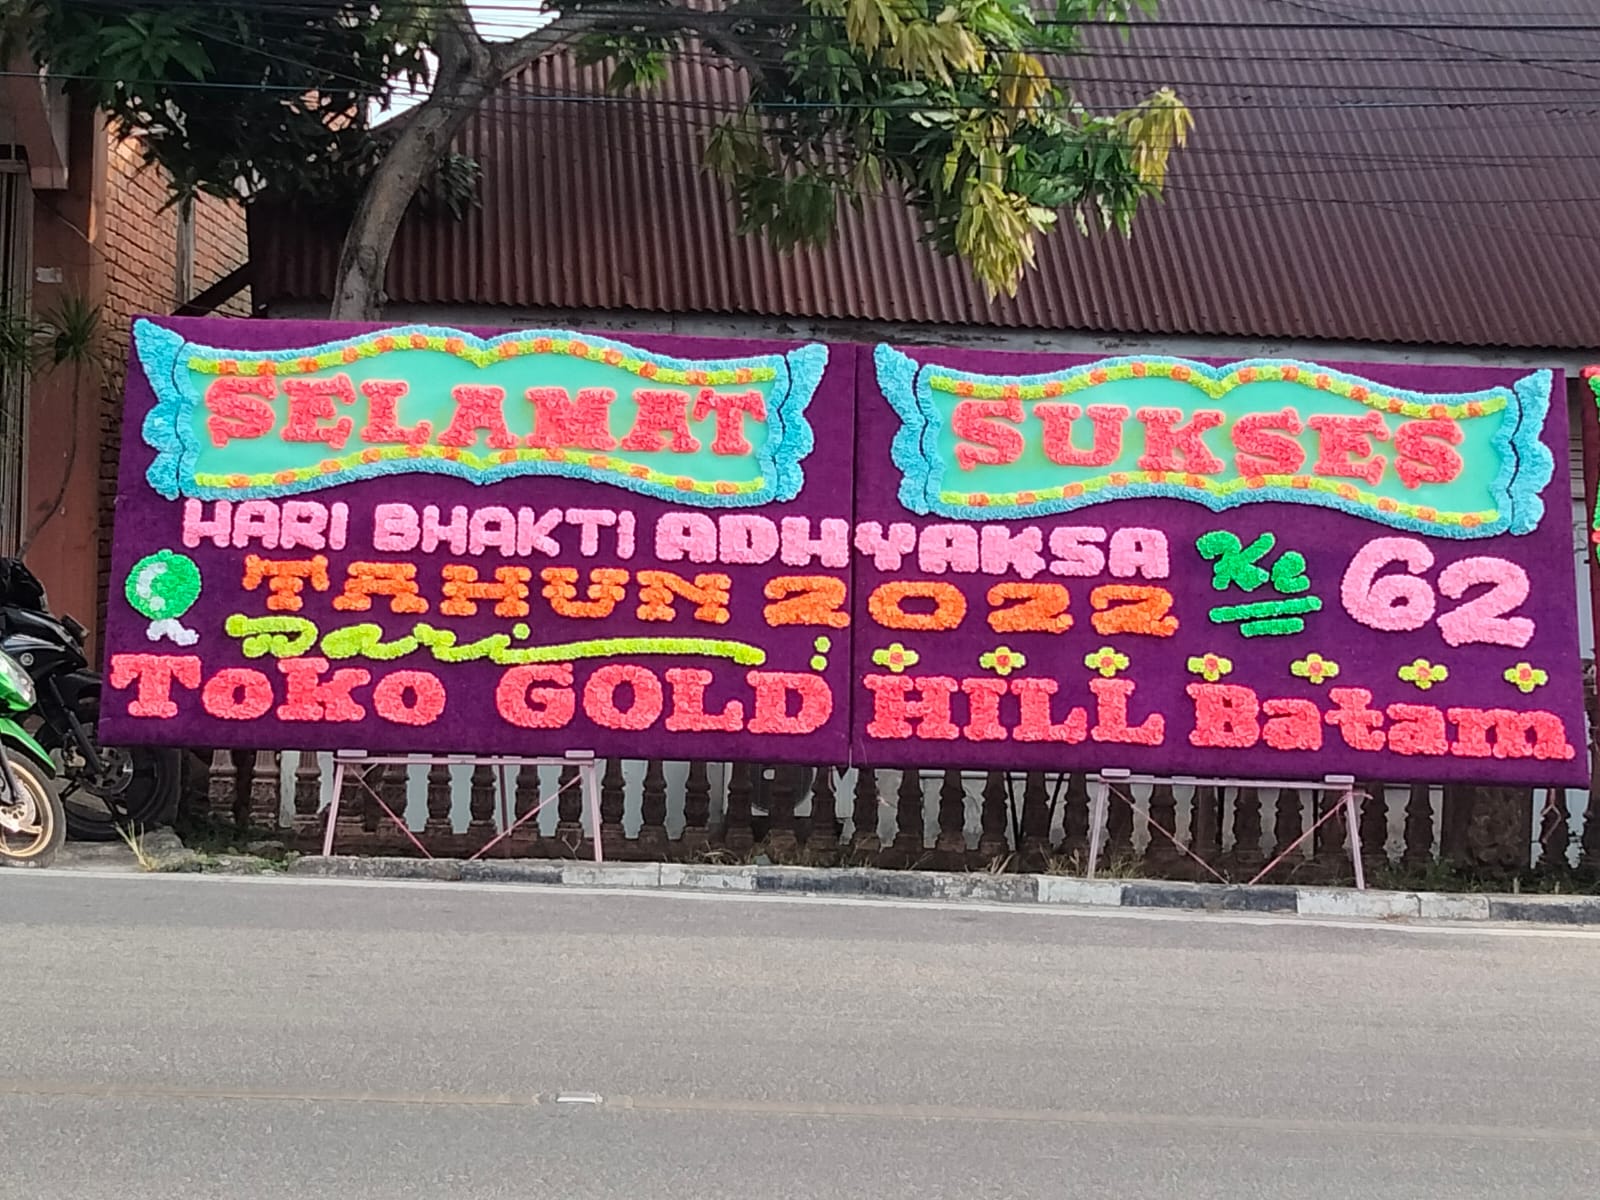 SELAMAT SUKSES
HARI BHAKTI ADHYAKSA Ke 62
TAHUN 2022
Dari :
ToKo GOLD HILL Batam